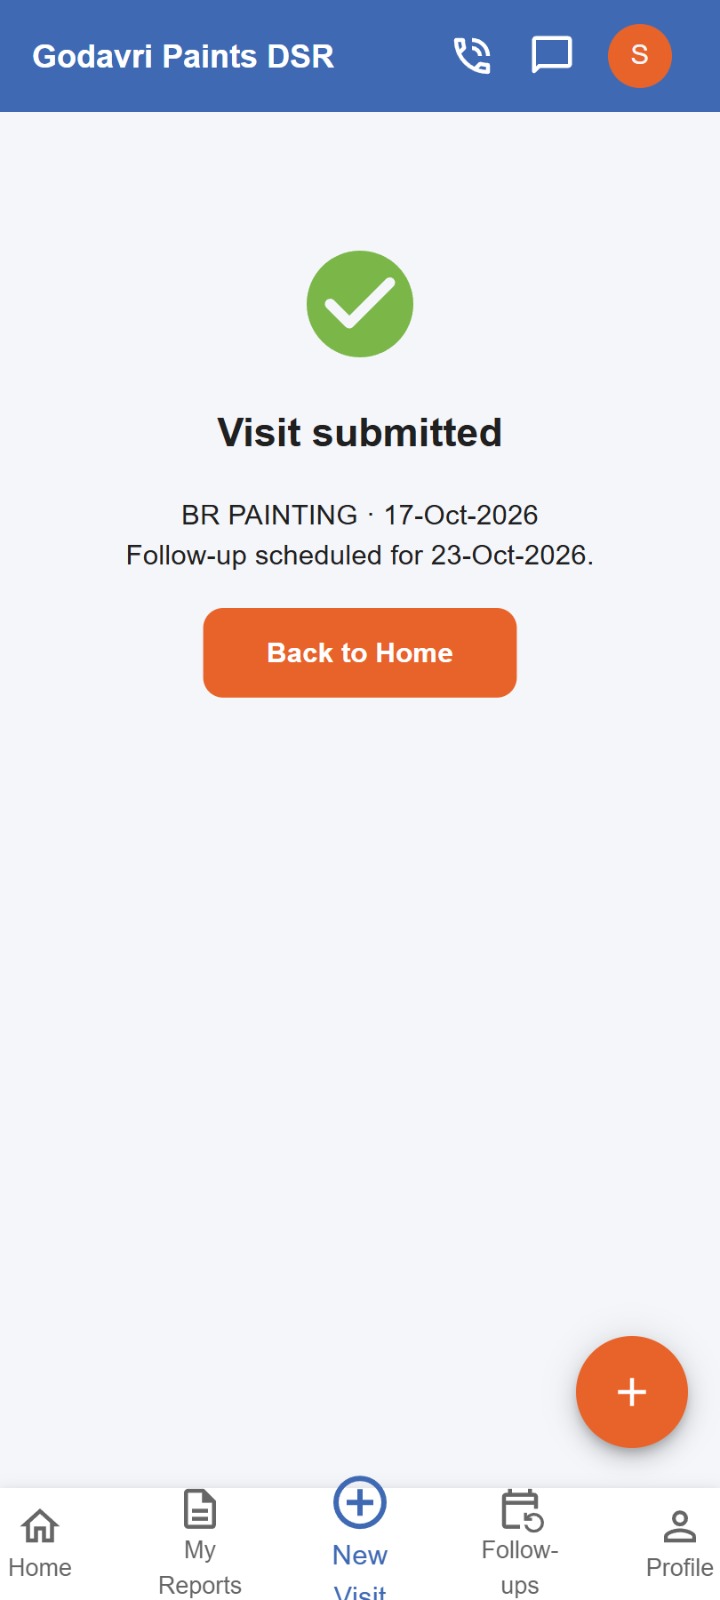 Godavri Paints DSR
S
Visit submitted
BR PAINTING · 17-Oct-2026
Follow-up scheduled for 23-Oct-2026.
Back to Home
Home
My
Reports
New
Visit
Follow-
ups
Profile